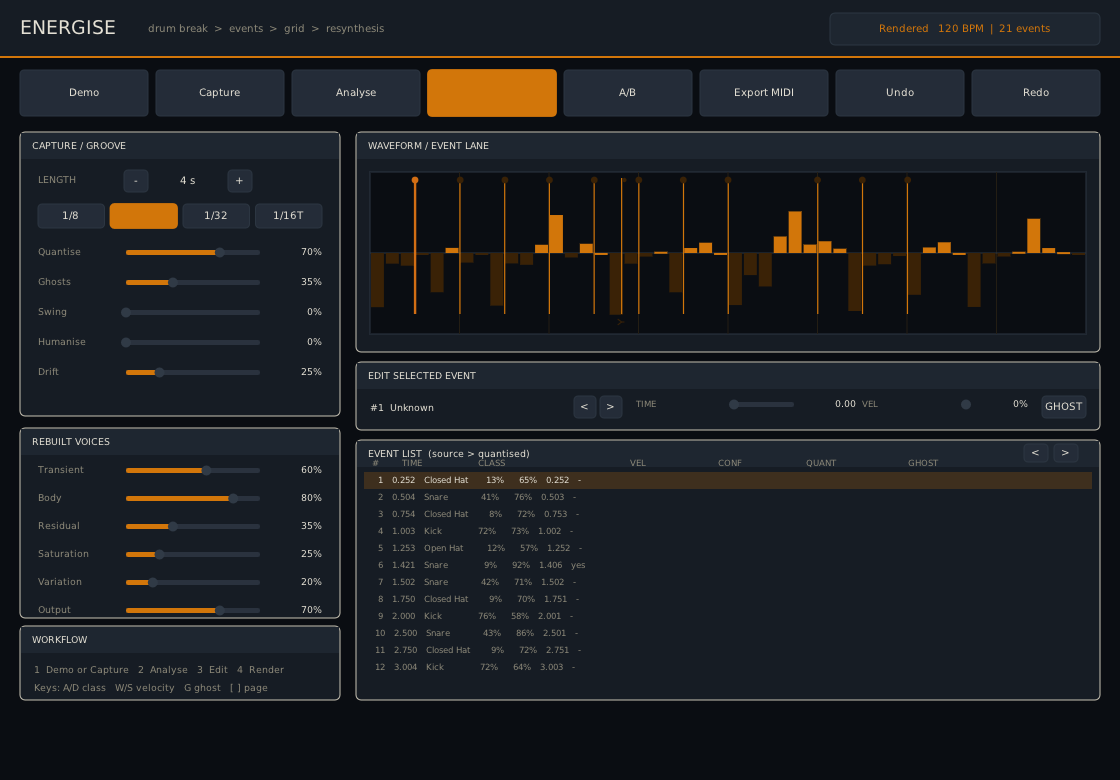 ENERGISE drum break > events > grid > resynthesis Rendered 120 BPM | 21 events
Demo Capture Analyse A/B Export MIDI Undo Redo
CAPTURE / GROOVE
LENGTH - 4 s +
1/8 1/32 1/16T
Quantise 70%
Ghosts 35%
Swing 0%
Humanise 0%
Drift 25%
REBUILT VOICES
Transient 60%
Body 80%
Residual 35%
Saturation 25%
Variation 20%
Output 70%
WORKFLOW
1 Demo or Capture 2 Analyse 3 Edit 4 Render
Keys: A/D class W/S velocity G ghost [ ] page
WAVEFORM / EVENT LANE
EDIT SELECTED EVENT
#1 Unknown < > TIME 0.00 VEL 0% GHOST
EVENT LIST (source > quantised) < >
# TIME CLASS VEL CONF QUANT GHOST
1 0.252 Closed Hat 13% 65% 0.252 -
2 0.504 Snare 41% 76% 0.503 -
3 0.754 Closed Hat 8% 72% 0.753 -
4 1.003 Kick 72% 73% 1.002 -
5 1.253 Open Hat 12% 57% 1.252 -
6 1.421 Snare 9% 92% 1.406 yes
7 1.502 Snare 42% 71% 1.502 -
8 1.750 Closed Hat 9% 70% 1.751 -
9 2.000 Kick 76% 58% 2.001 -
10 2.500 Snare 43% 86% 2.501 -
11 2.750 Closed Hat 9% 72% 2.751 -
12 3.004 Kick 72% 64% 3.003 -